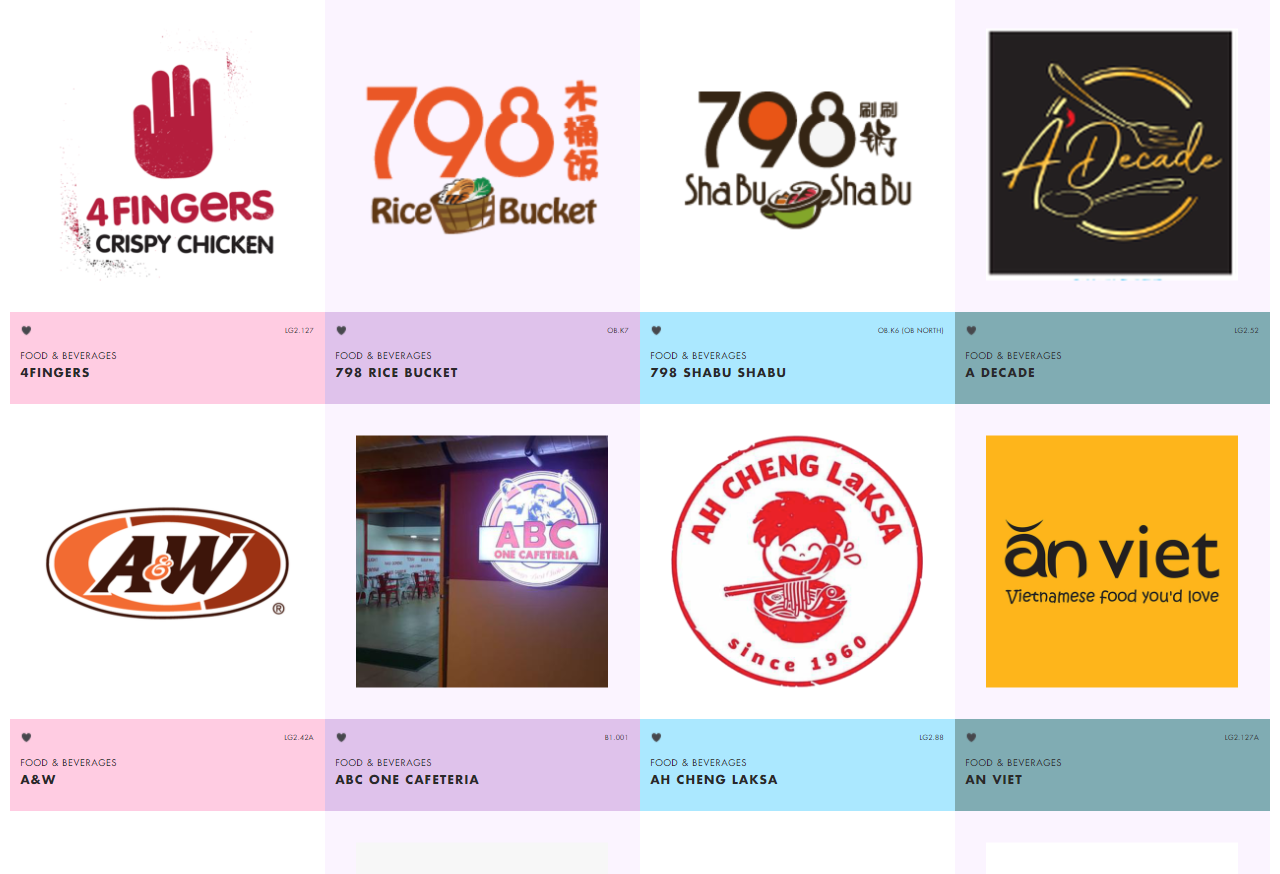 4FINGERS
CRISPY CHICKEN
798
木桶饭
Rice Bucket
798
刷刷
锅
ShaBu ShaBu
A'Decade
LG2.127
FOOD & BEVERAGES
4FINGERS
OB.K7
FOOD & BEVERAGES
798 RICE BUCKET
OB.K6 (OB NORTH)
FOOD & BEVERAGES
798 SHABU SHABU
LG2.52
FOOD & BEVERAGES
A DECADE
A&W
®
ABC
ONE CAFETERIA
AH CHENG LaKSA
since 1960
ăn viet
Vietnamese food you'd love
LG2.42A
FOOD & BEVERAGES
A&W
B1.001
FOOD & BEVERAGES
ABC ONE CAFETERIA
LG2.88
FOOD & BEVERAGES
AH CHENG LAKSA
LG2.127A
FOOD & BEVERAGES
AN VIET